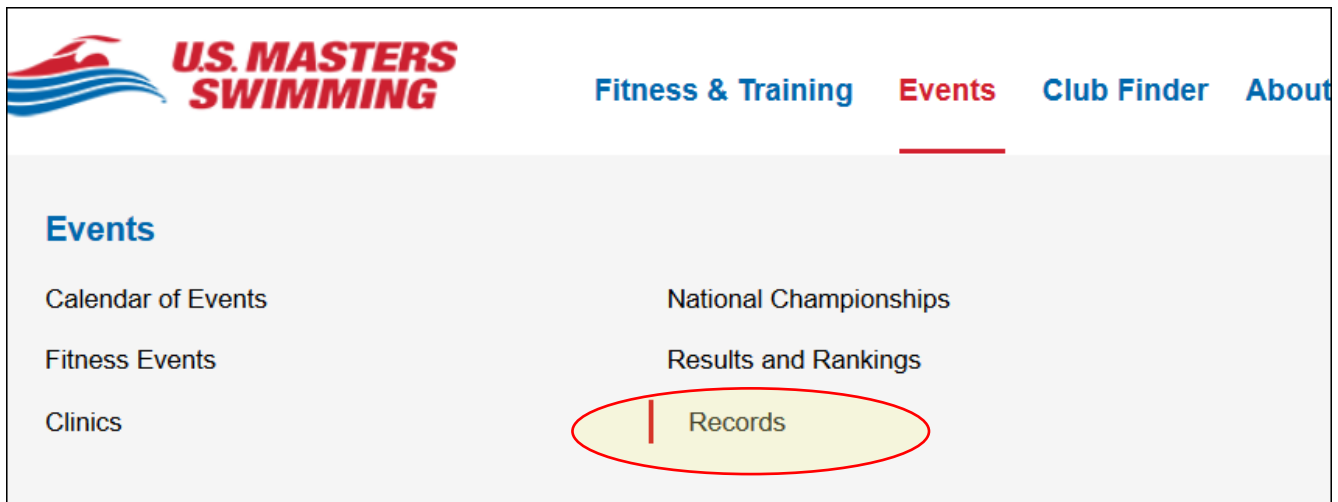 U.S. MASTERS
SWIMMING
Fitness & Training Events Club Finder About
Events
Calendar of Events National Championships
Fitness Events Results and Rankings
Clinics Records